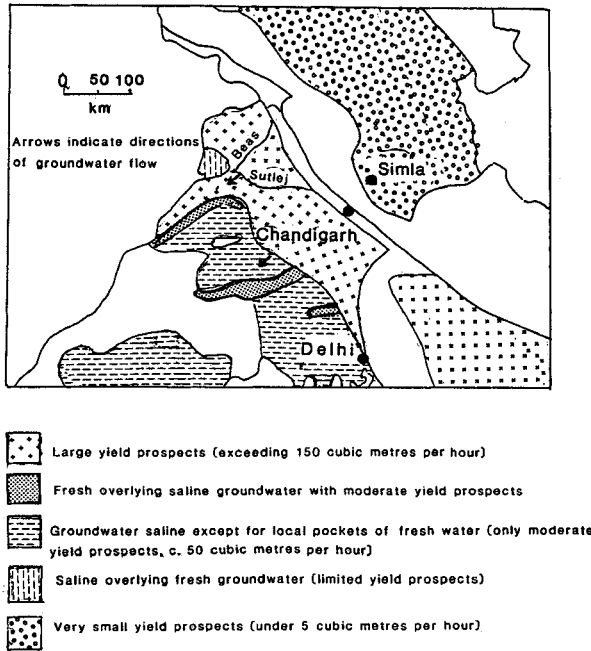 0 50 100
km
Arrows indicate directions
of groundwater flow
Beas
Sutlej
Simla
Chandigarh
Delhi
Large yield prospects (exceeding 150 cubic metres per hour)
Fresh overlying saline groundwater with moderate yield prospects
Groundwater saline except for local pockets of fresh water (only moderate
yield prospects, c. 50 cubic metres per hour)
Saline overlying fresh groundwater (limited yield prospects)
Very small yield prospects (under 5 cubic metres per hour)